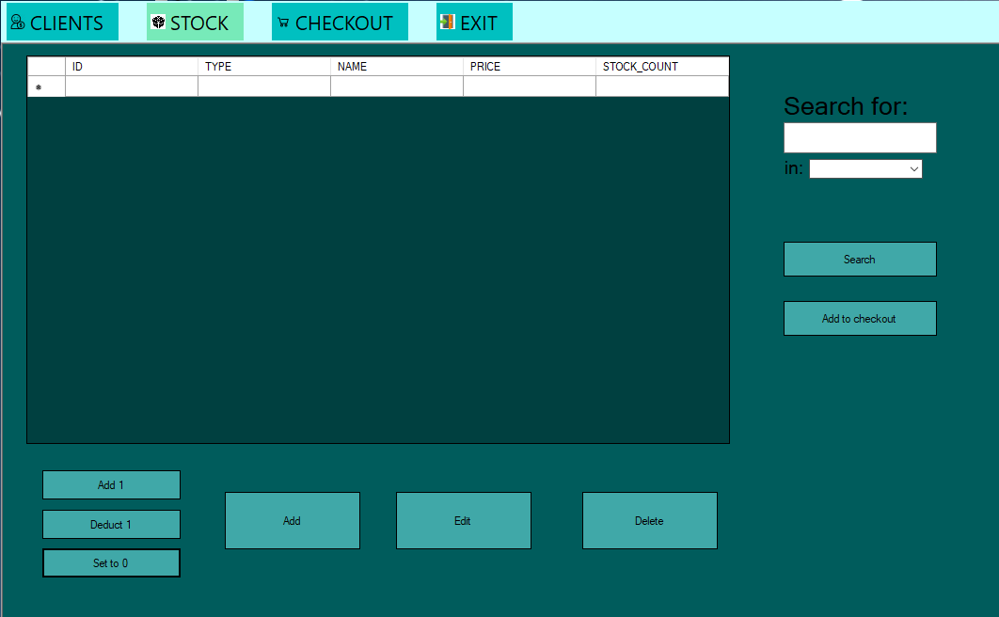 CLIENTS STOCK CHECKOUT EXIT
ID TYPE NAME PRICE STOCK_COUNT
Search for:
in:
Search
Add to checkout
Add 1
Deduct 1
Set to 0
Add Edit Delete